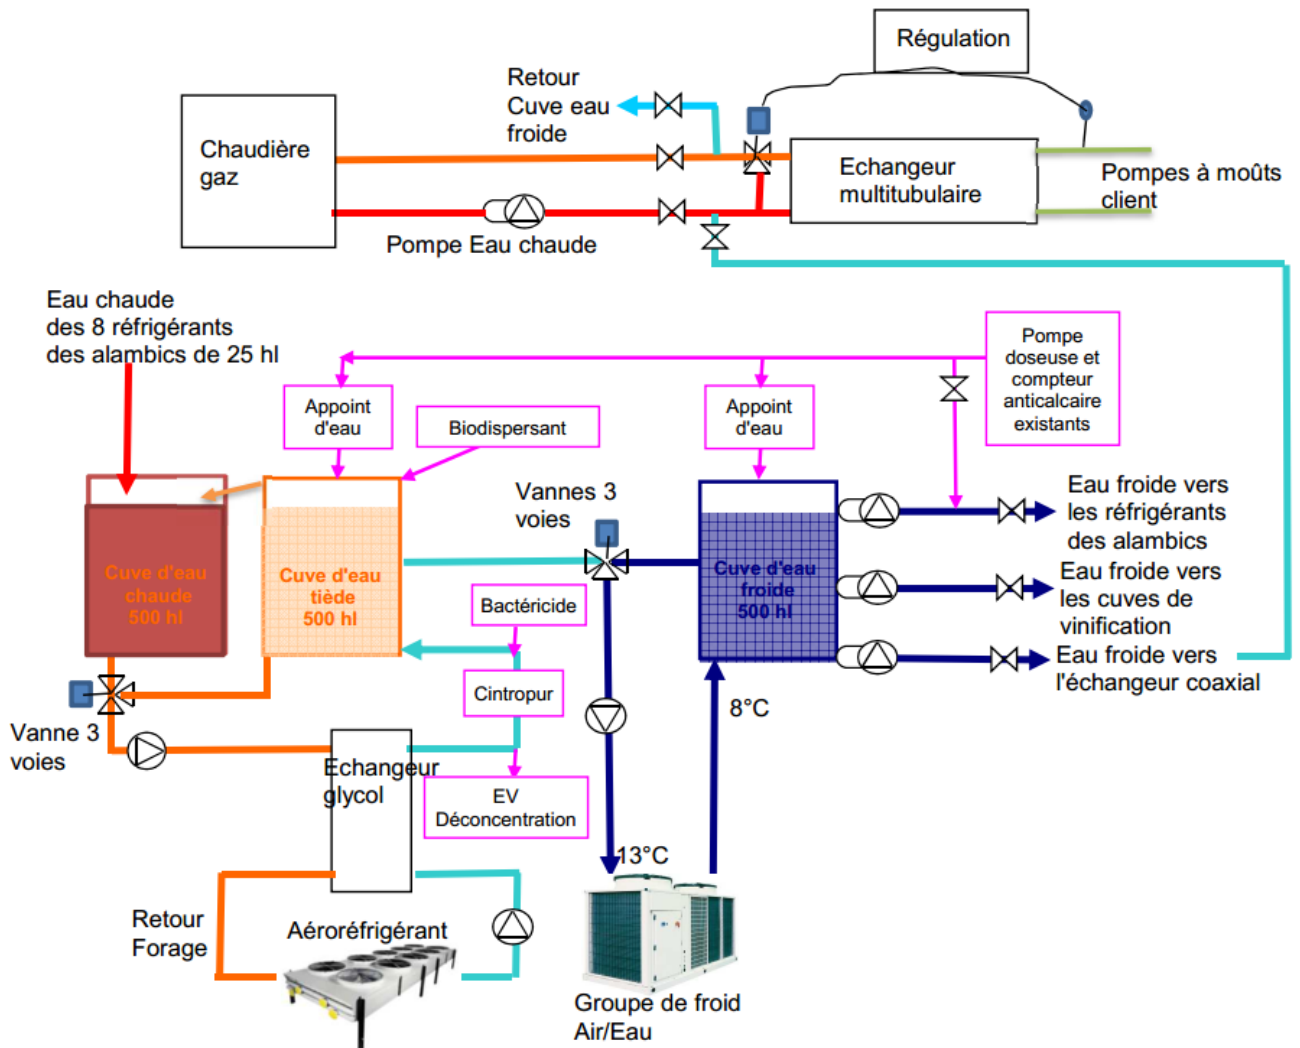 Régulation
Retour
Cuve eau
froide
Chaudière
gaz
Echangeur
multitubulaire
Pompes à moûts
client
Pompe Eau chaude
Eau chaude
des 8 réfrigérants
des alambics de 25 hl
Pompe
doseuse et
compteur
anticalcaire
existants
Appoint
d'eau
Biodispersant
Appoint
d'eau
Vannes 3
voies
Eau froide vers
les réfrigérants
des alambics
Cuve d'eau
chaude
500 hl
Cuve d'eau
tiède
500 hl
Cuve d'eau
froide
500 hl
Eau froide vers
les cuves de
vinification
Bactéricide
Eau froide vers
l'échangeur coaxial
Cintropur
8°C
Vanne 3
voies
Echangeur
glycol
EV
Déconcentration
13°C
Retour
Forage
Aéroréfrigérant
Groupe de froid
Air/Eau